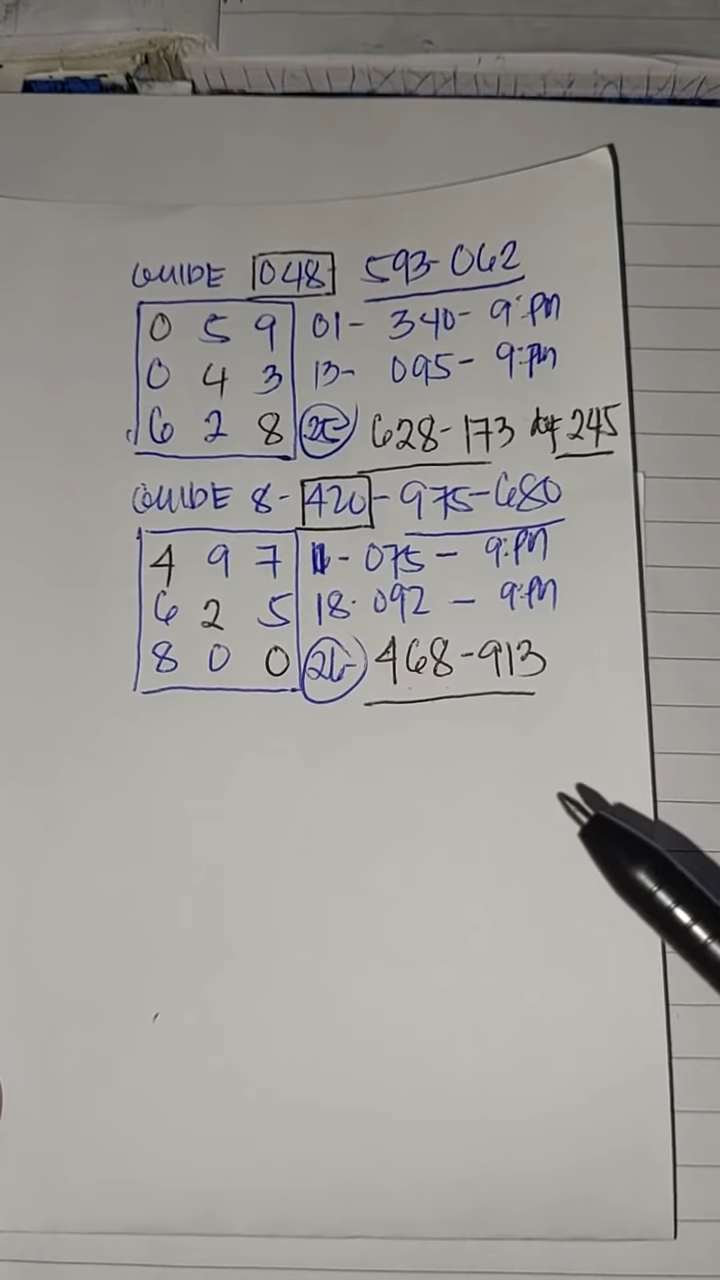 GUIDE 048 593-062
0 5 9 01- 340- 9:PM
0 4 3 13- 095- 9:PM
6 2 8 25 628-173 245
GUIDE 8-420-975-680
4 9 7 075 - 9:PM
6 2 5 18- 092 - 9:PM
8 0 0 26- 468-913